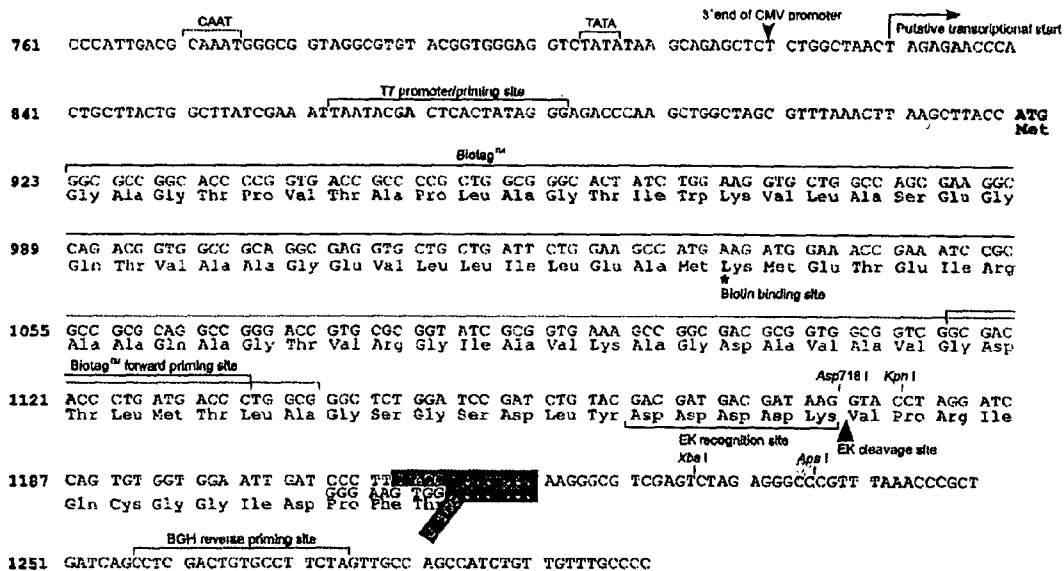 CAAT TATA 3' end of CMV promoter Putative transcriptional start
761 CCCATTGACG CAAATGGGCG GTAGGCGTGT ACGGTGGGAG GTCTATATAA GCAGAGCTCT CTGGCTAACT AGAGAACCCA
T7 promoter/priming site
841 CTGCTTACTG GCTTATCGAA ATTAATACGA CTCACTATAG GGAGACCCAA GCTGGCTAGC GTTTAAACTT AAGCTTACC ATG
Met
Biotag™
923 GGC GCC GGC ACC CCG GTG ACC GCC CCG CTG GCG GGC ACT ATC TGG AAG GTG CTG GCC AGC GAA GGC
Gly Ala Gly Thr Pro Val Thr Ala Pro Leu Ala Gly Thr Ile Trp Lys Val Leu Ala Ser Glu Gly
989 CAG ACG GTG GCC GCA GGC GAG GTG CTG CTG ATT CTG GAA GCC ATG AAG ATG GAA ACC GAA ATC CGC
Gln Thr Val Ala Ala Gly Glu Val Leu Leu Ile Leu Glu Ala Met Lys Met Glu Thr Glu Ile Arg
*
Biotin binding site
1055 GCC GCG CAG GCC GGG ACC GTG CGC GGT ATC GCG GTG AAA GCC GGC GAC GCG GTG GCG GTC GGC GAC
Ala Ala Gln Ala Gly Thr Val Arg Gly Ile Ala Val Lys Ala Gly Asp Ala Val Ala Val Gly Asp
Biotag™ forward priming site Asp718 I Kpn I
1121 ACC CTG ATG ACC CTG GCG GGC TCT GGA TCC GAT CTG TAC GAC GAT GAC GAT AAG GTA CCT AGG ATC
Thr Leu Met Thr Leu Ala Gly Ser Gly Ser Asp Leu Tyr Asp Asp Asp Asp Lys Val Pro Arg Ile
EK recognition site EK cleavage site
Xba I Apa I
1187 CAG TGT GGT GGA ATT GAT CCC TT AAGGGCG TCGAGTCTAG AGGGCCCGTT TAAACCCGCT
GGG AAG TGG
Gln Cys Gly Gly Ile Asp Pro Phe Thr
BGH reverse priming site
1251 GATCAGCCTC GACTGTGCCT TCTAGTTGCC AGCCATCTGT TGTTTGCCCC